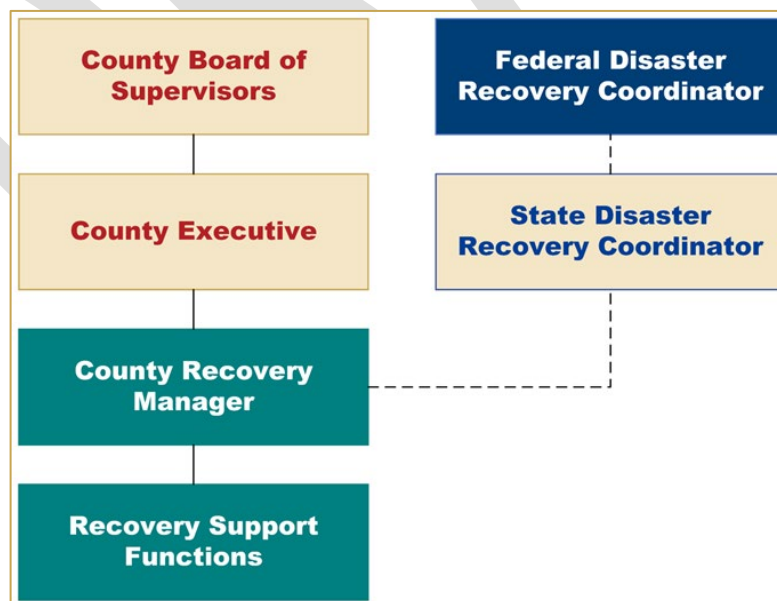 County Board of
Supervisors
Federal Disaster
Recovery Coordinator
County Executive
State Disaster
Recovery Coordinator
County Recovery
Manager
Recovery Support
Functions